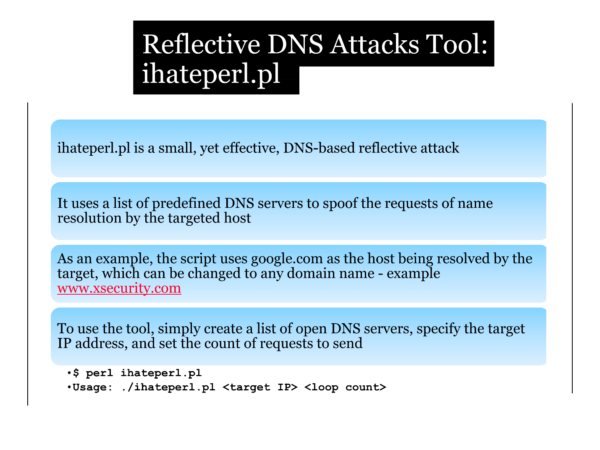 Reflective DNS Attacks Tool:
ihateperl.pl
ihateperl.pl is a small, yet effective, DNS-based reflective attack
It uses a list of predefined DNS servers to spoof the requests of name
resolution by the targeted host
As an example, the script uses google.com as the host being resolved by the
target, which can be changed to any domain name - example
www.xsecurity.com
To use the tool, simply create a list of open DNS servers, specify the target
IP address, and set the count of requests to send
•$ perl ihateperl.pl
•Usage: ./ihateperl.pl <target IP> <loop count>